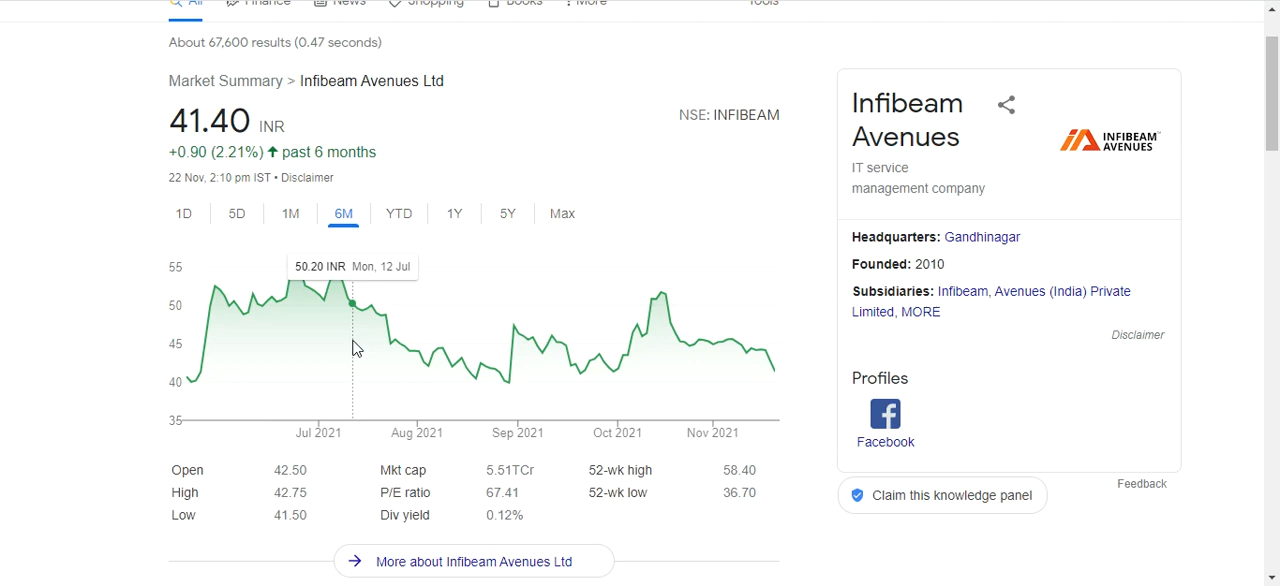 All Finance News Shopping Books More Tools
About 67,600 results (0.47 seconds)
Market Summary > Infibeam Avenues Ltd
41.40 INR
NSE: INFIBEAM
+0.90 (2.21%) ↑ past 6 months
22 Nov, 2:10 pm IST • Disclaimer
1D 5D 1M 6M YTD 1Y 5Y Max
50.20 INR Mon, 12 Jul
55
50
45
40
35
Jul 2021 Aug 2021 Sep 2021 Oct 2021 Nov 2021
Open 42.50 Mkt cap 5.51TCr 52-wk high 58.40
High 42.75 P/E ratio 67.41 52-wk low 36.70
Low 41.50 Div yield 0.12%
More about Infibeam Avenues Ltd
Infibeam
Avenues
INFIBEAM
AVENUES
IT service
management company
Headquarters: Gandhinagar
Founded: 2010
Subsidiaries: Infibeam, Avenues (India) Private
Limited, MORE
Disclaimer
Profiles
Facebook
Feedback
Claim this knowledge panel